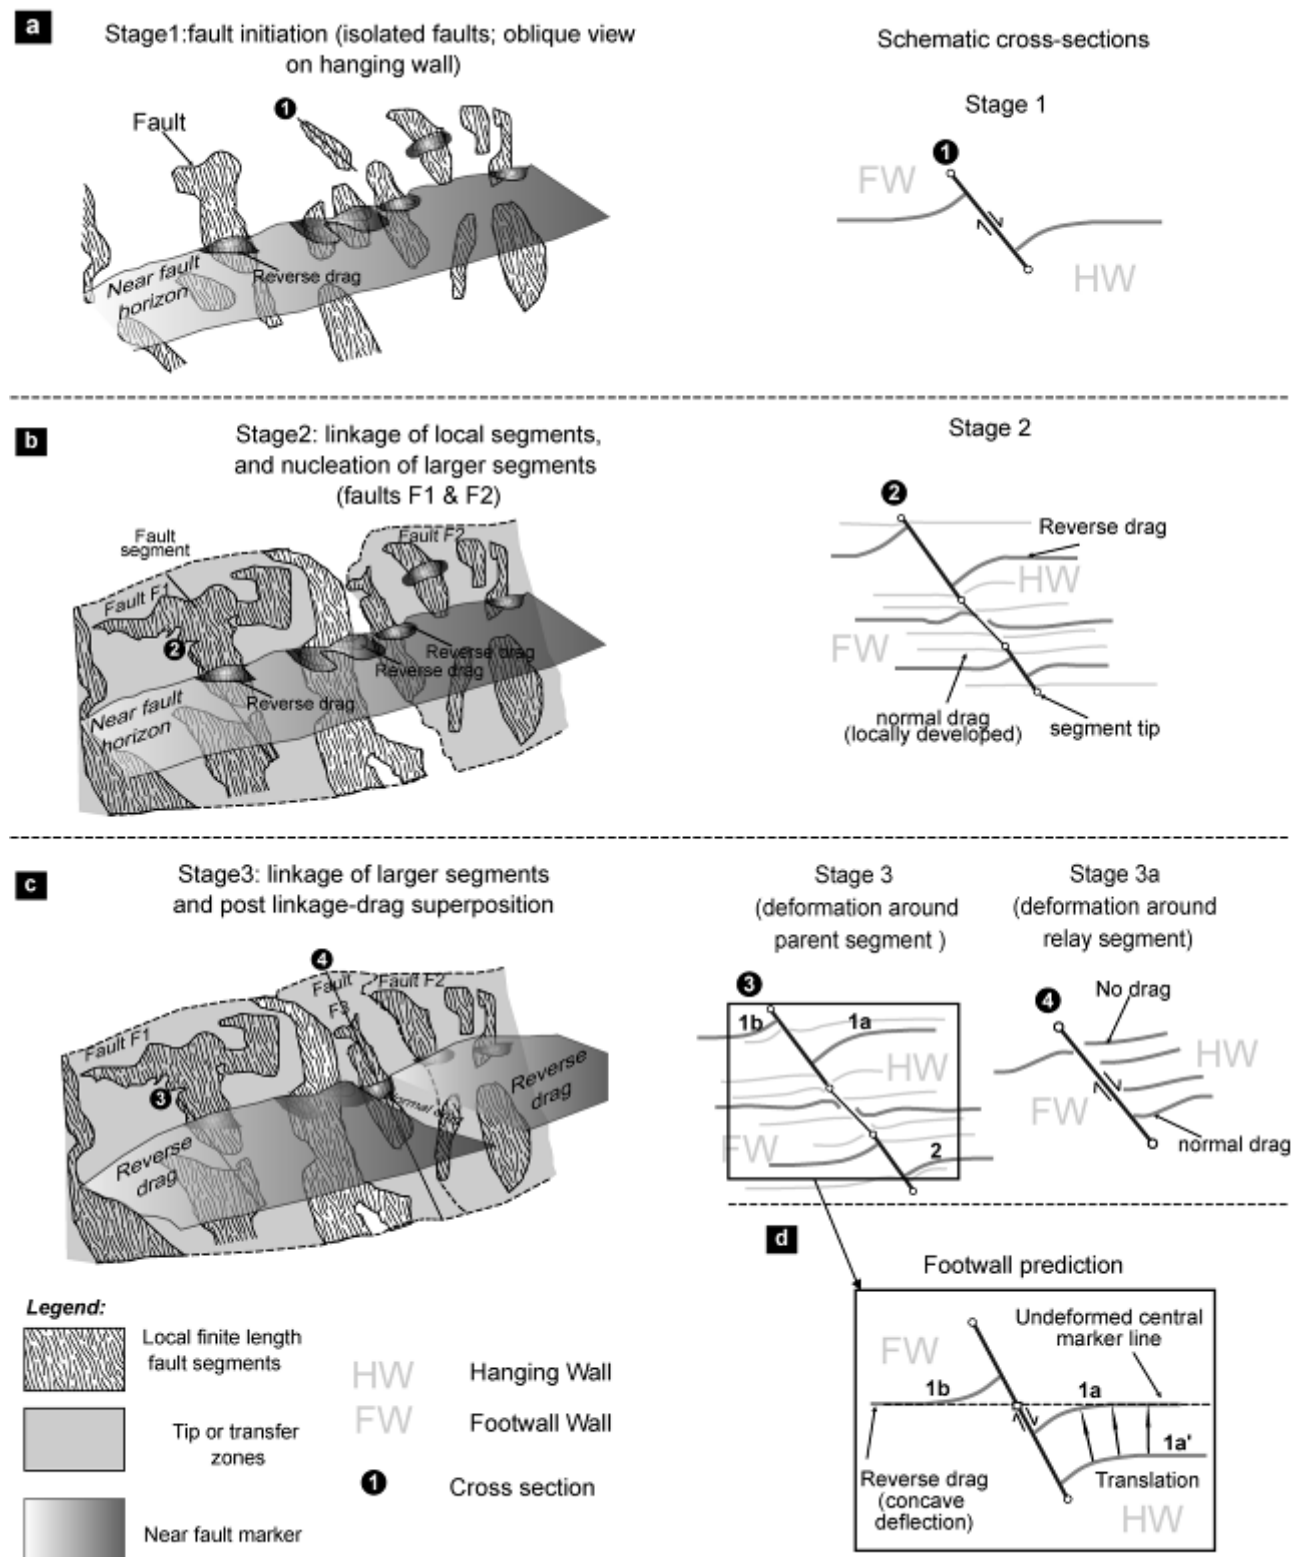 a
Stage1:fault initiation (isolated faults; oblique view
on hanging wall)
Schematic cross-sections
Stage 1
Fault
1
Near fault
horizon
Reverse drag
1
FW
HW
b
Stage2: linkage of local segments,
and nucleation of larger segments
(faults F1 & F2)
Stage 2
Fault
segment
Fault F1
Fault F2
2
Reverse drag
Reverse drag
Reverse drag
Near fault
horizon
2
Reverse drag
HW
FW
normal drag
(locally developed)
segment tip
c
Stage3: linkage of larger segments
and post linkage-drag superposition
Stage 3
(deformation around
parent segment )
Stage 3a
(deformation around
relay segment)
4
Fault
F3
Fault F2
Fault F1
3
Reverse
drag
Reverse
drag
3
1b
1a
HW
FW
2
4
No drag
HW
FW
normal drag
d
Footwall prediction
Undeformed central
marker line
FW
1b
1a
1a'
Reverse drag
(concave
deflection)
Translation
HW
Legend:
Local finite length
fault segments
Tip or transfer
zones
Near fault marker
HW Hanging Wall
FW Footwall Wall
1 Cross section